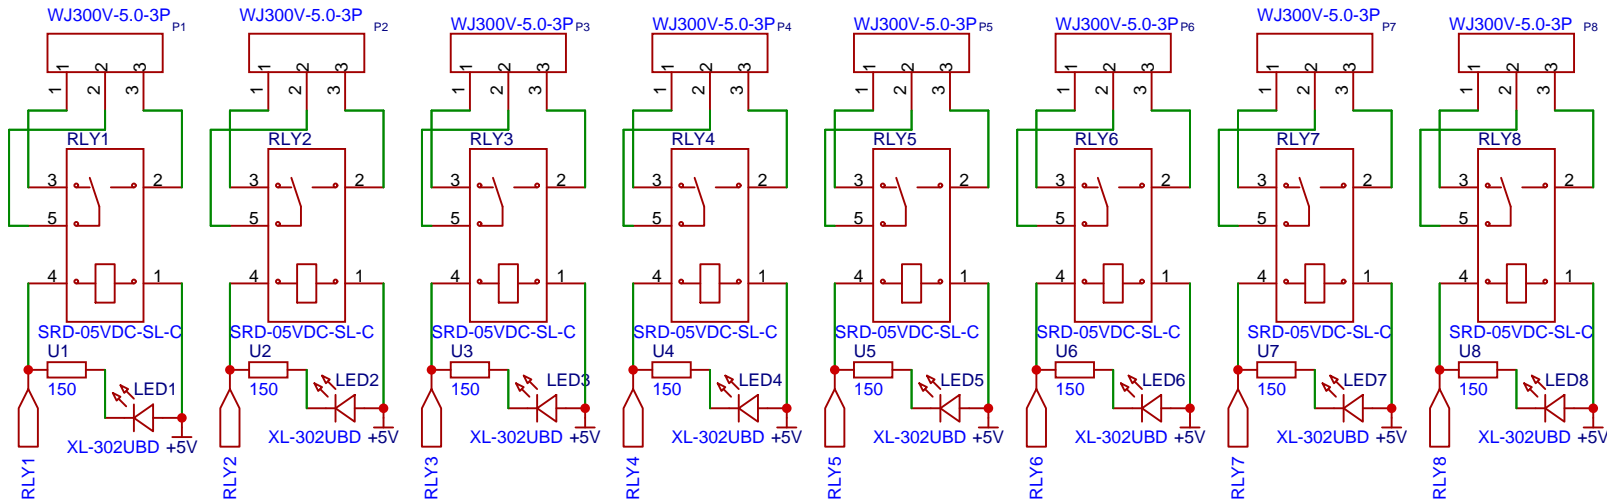 WJ300V-5.0-3P P1
1 2 3
1 2 3
RLY1
3 2
5
4 1
SRD-05VDC-SL-C
U1
150
LED1
XL-302UBD +5V
RLY1
WJ300V-5.0-3P P2
1 2 3
1 2 3
RLY2
3 2
5
4 1
SRD-05VDC-SL-C
U2
150
LED2
XL-302UBD +5V
RLY2
WJ300V-5.0-3P P3
1 2 3
1 2 3
RLY3
3 2
5
4 1
SRD-05VDC-SL-C
U3
150
LED3
XL-302UBD +5V
RLY3
WJ300V-5.0-3P P4
1 2 3
1 2 3
RLY4
3 2
5
4 1
SRD-05VDC-SL-C
U4
150
LED4
XL-302UBD +5V
RLY4
WJ300V-5.0-3P P5
1 2 3
1 2 3
RLY5
3 2
5
4 1
SRD-05VDC-SL-C
U5
150
LED5
XL-302UBD +5V
RLY5
WJ300V-5.0-3P P6
1 2 3
1 2 3
RLY6
3 2
5
4 1
SRD-05VDC-SL-C
U6
150
LED6
XL-302UBD +5V
RLY6
WJ300V-5.0-3P P7
1 2 3
1 2 3
RLY7
3 2
5
4 1
SRD-05VDC-SL-C
U7
150
LED7
XL-302UBD +5V
RLY7
WJ300V-5.0-3P P8
1 2 3
1 2 3
RLY8
3 2
5
4 1
SRD-05VDC-SL-C
U8
150
LED8
XL-302UBD +5V
RLY8